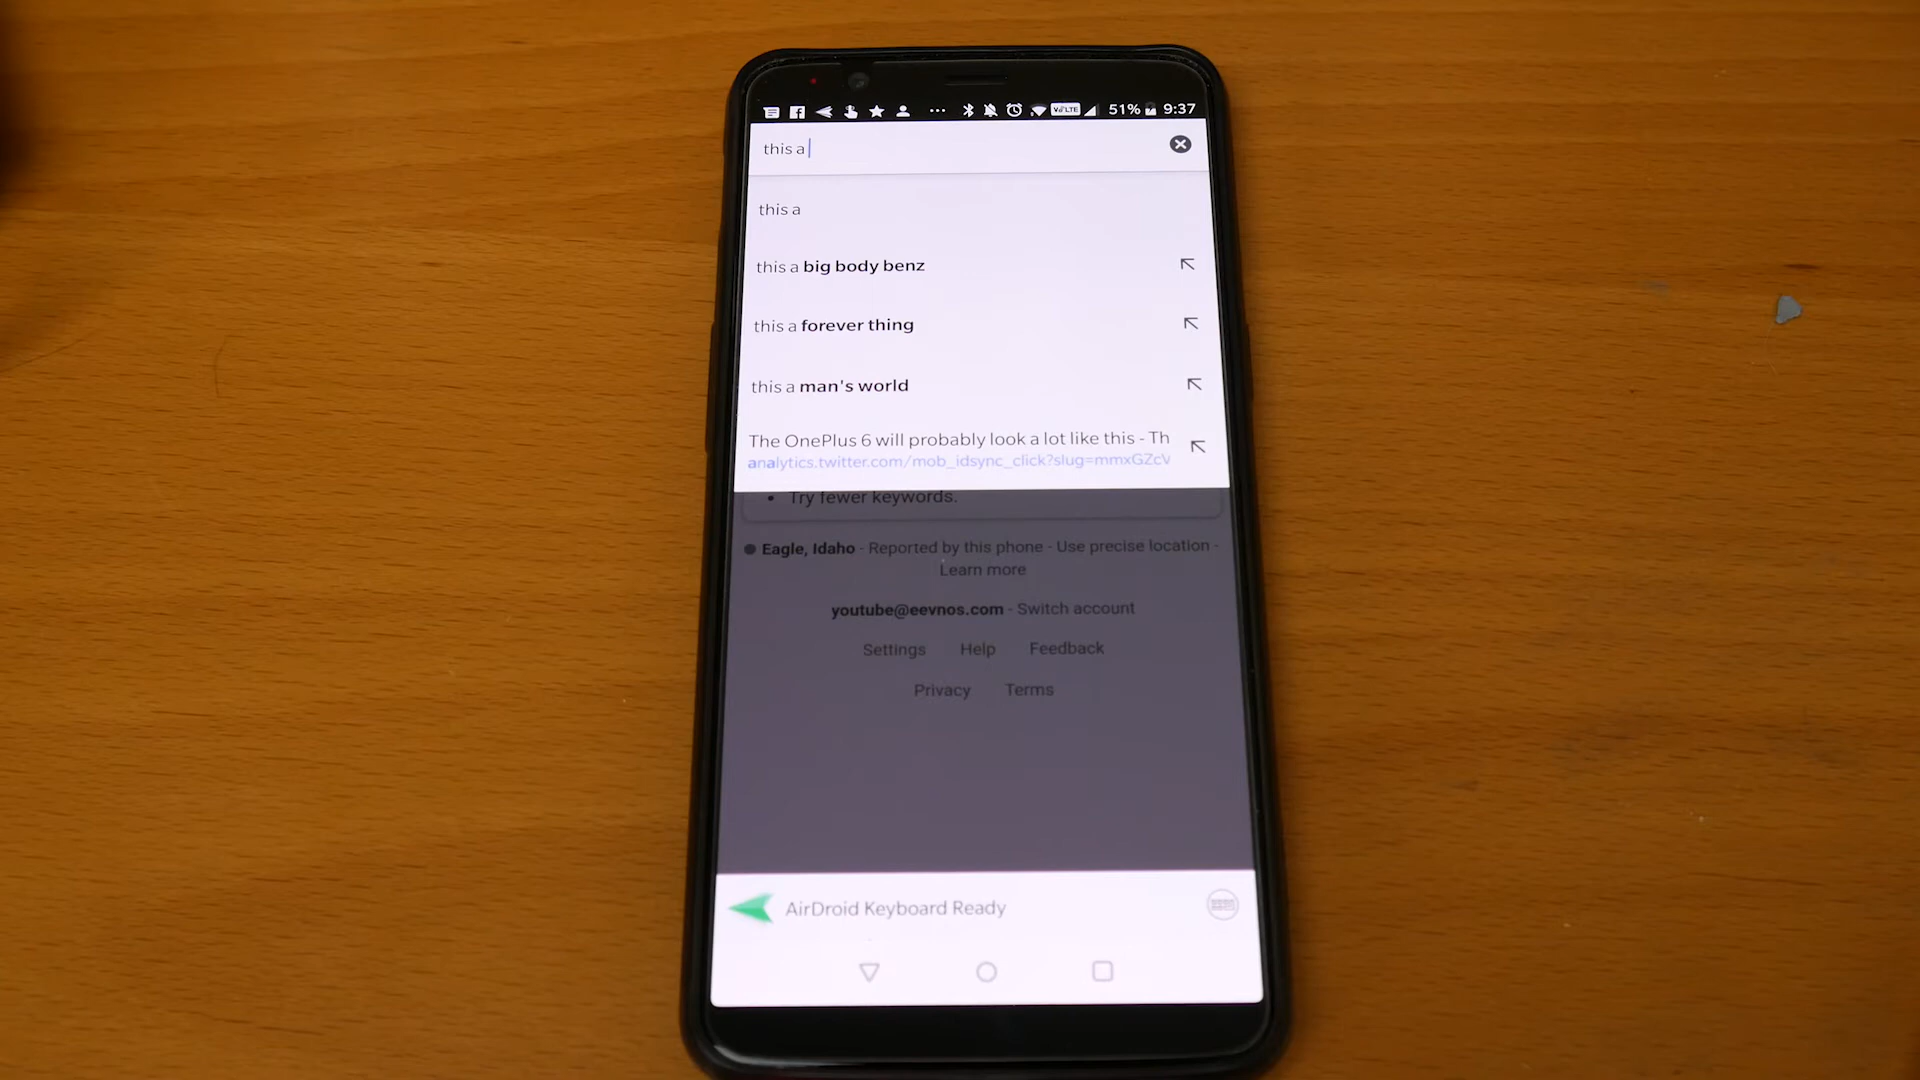 VoLTE 51% 9:37
this a
this a
this a big body benz
this a forever thing
this a man's world
The OnePlus 6 will probably look a lot like this - Th
analytics.twitter.com/mob_idsync_click?slug=mmxGZcV
• Try fewer keywords.
Eagle, Idaho - Reported by this phone - Use precise location -
Learn more
youtube@eevnos.com - Switch account
Settings Help Feedback
Privacy Terms
AirDroid Keyboard Ready